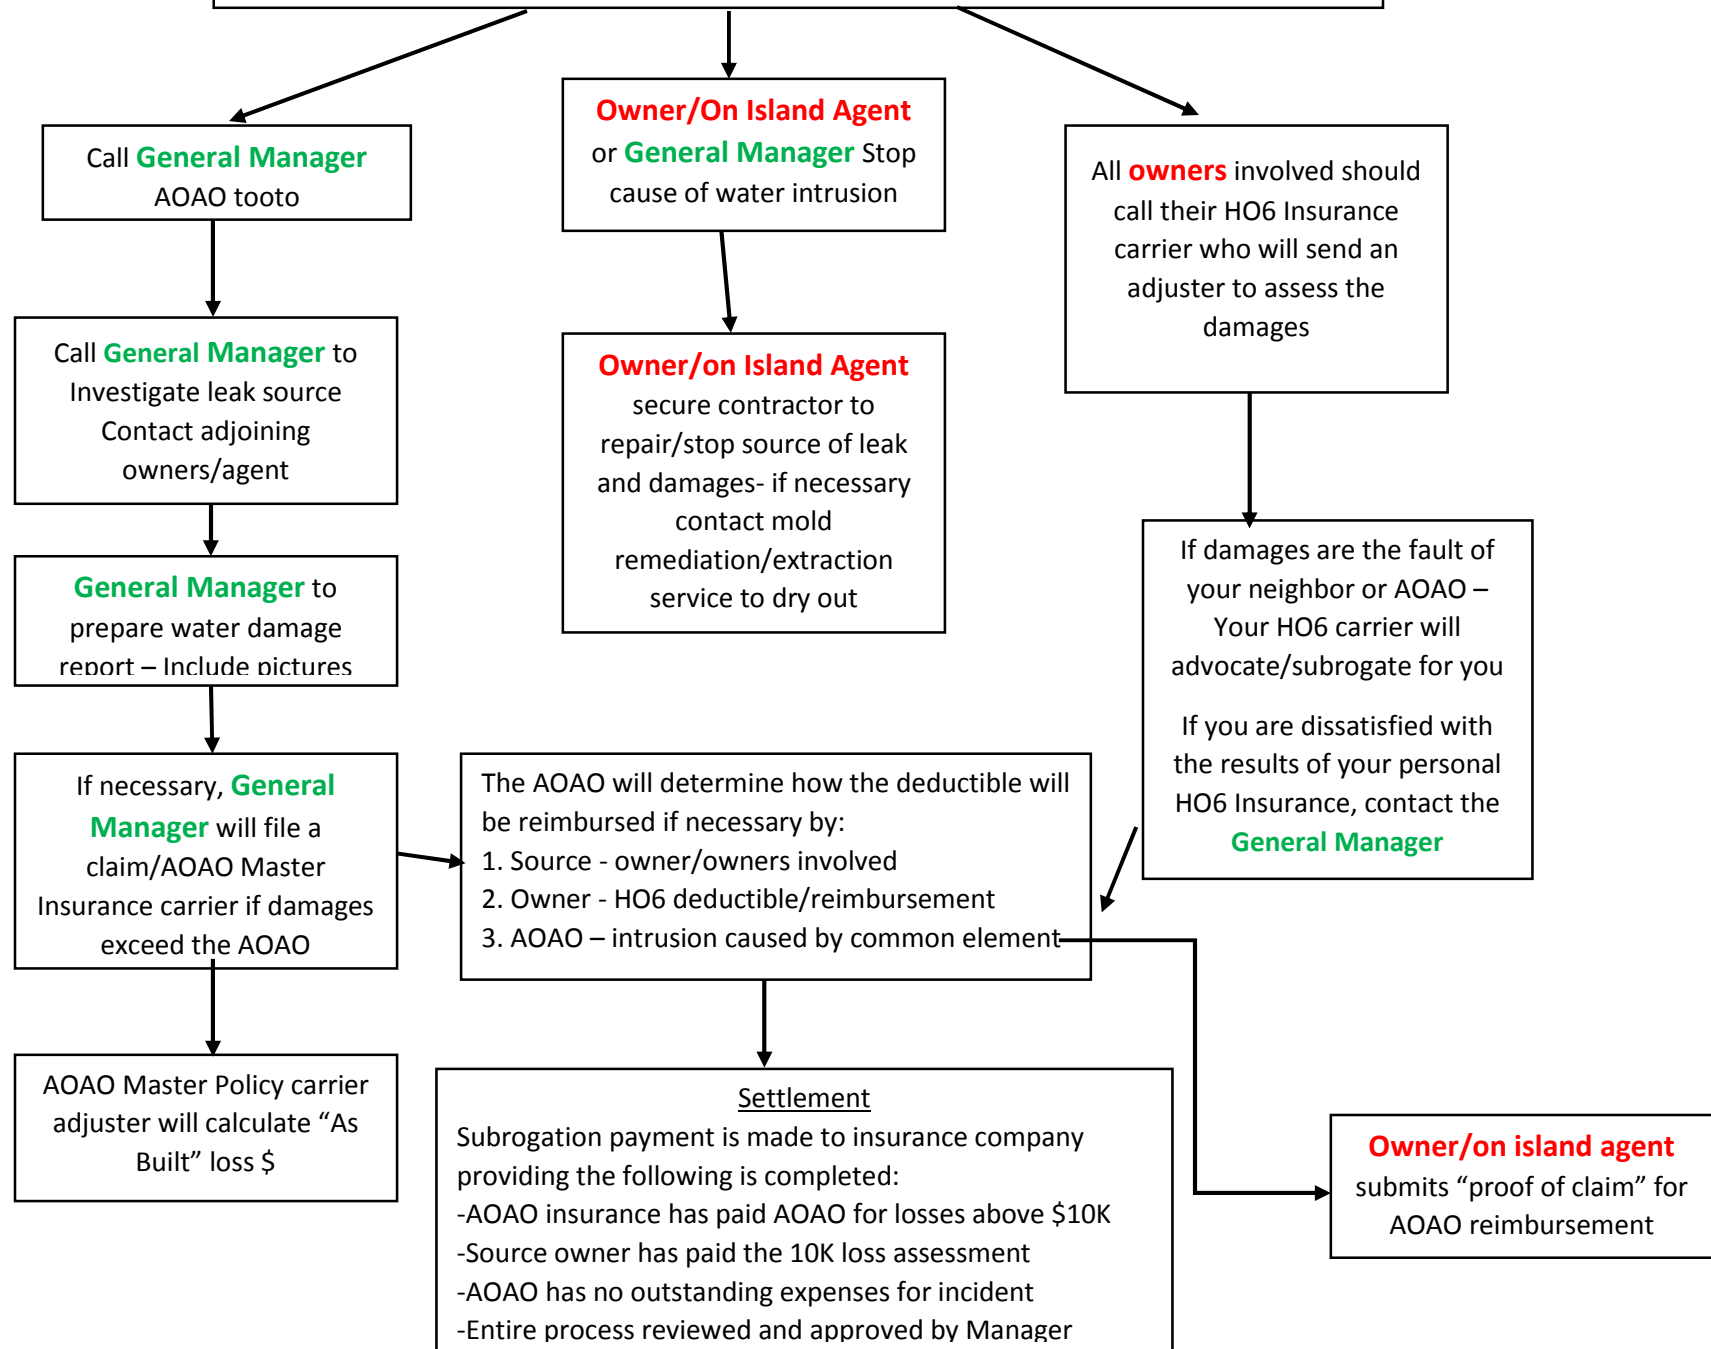 Call General Manager
AOAO tooto
Call General Manager to
Investigate leak source
Contact adjoining
owners/agent
General Manager to
prepare water damage
report – Include pictures
If necessary, General
Manager will file a
claim/AOAO Master
Insurance carrier if damages
exceed the AOAO
AOAO Master Policy carrier
adjuster will calculate “As
Built” loss $
Owner/On Island Agent
or General Manager Stop
cause of water intrusion
Owner/on Island Agent
secure contractor to
repair/stop source of leak
and damages- if necessary
contact mold
remediation/extraction
service to dry out
All owners involved should
call their HO6 Insurance
carrier who will send an
adjuster to assess the
damages
If damages are the fault of
your neighbor or AOAO –
Your HO6 carrier will
advocate/subrogate for you
If you are dissatisfied with
the results of your personal
HO6 Insurance, contact the
General Manager
The AOAO will determine how the deductible will
be reimbursed if necessary by:
1. Source - owner/owners involved
2. Owner - HO6 deductible/reimbursement
3. AOAO – intrusion caused by common element
Settlement
Subrogation payment is made to insurance company
providing the following is completed:
-AOAO insurance has paid AOAO for losses above $10K
-Source owner has paid the 10K loss assessment
-AOAO has no outstanding expenses for incident
-Entire process reviewed and approved by Manager
Owner/on island agent
submits “proof of claim” for
AOAO reimbursement